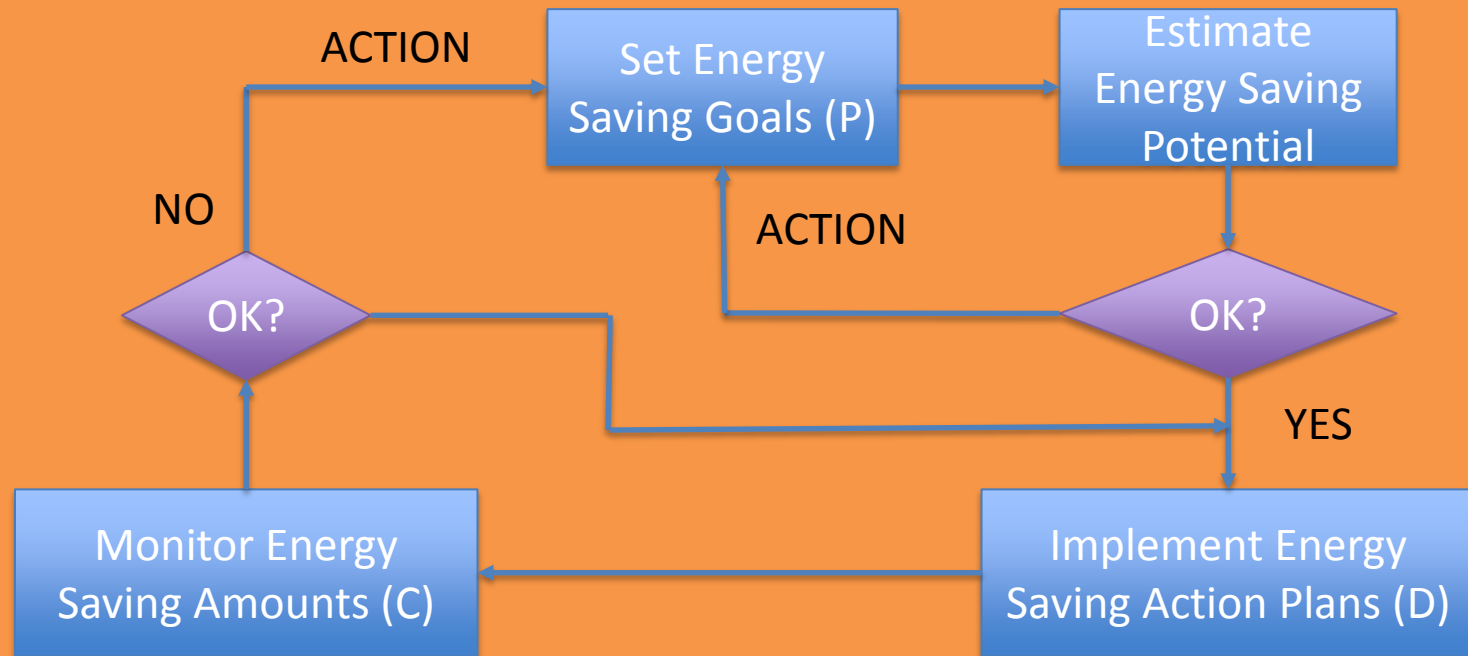 ACTION
Set Energy
Saving Goals (P)
Estimate
Energy Saving
Potential
NO
ACTION
OK?
OK?
YES
Monitor Energy
Saving Amounts (C)
Implement Energy
Saving Action Plans (D)